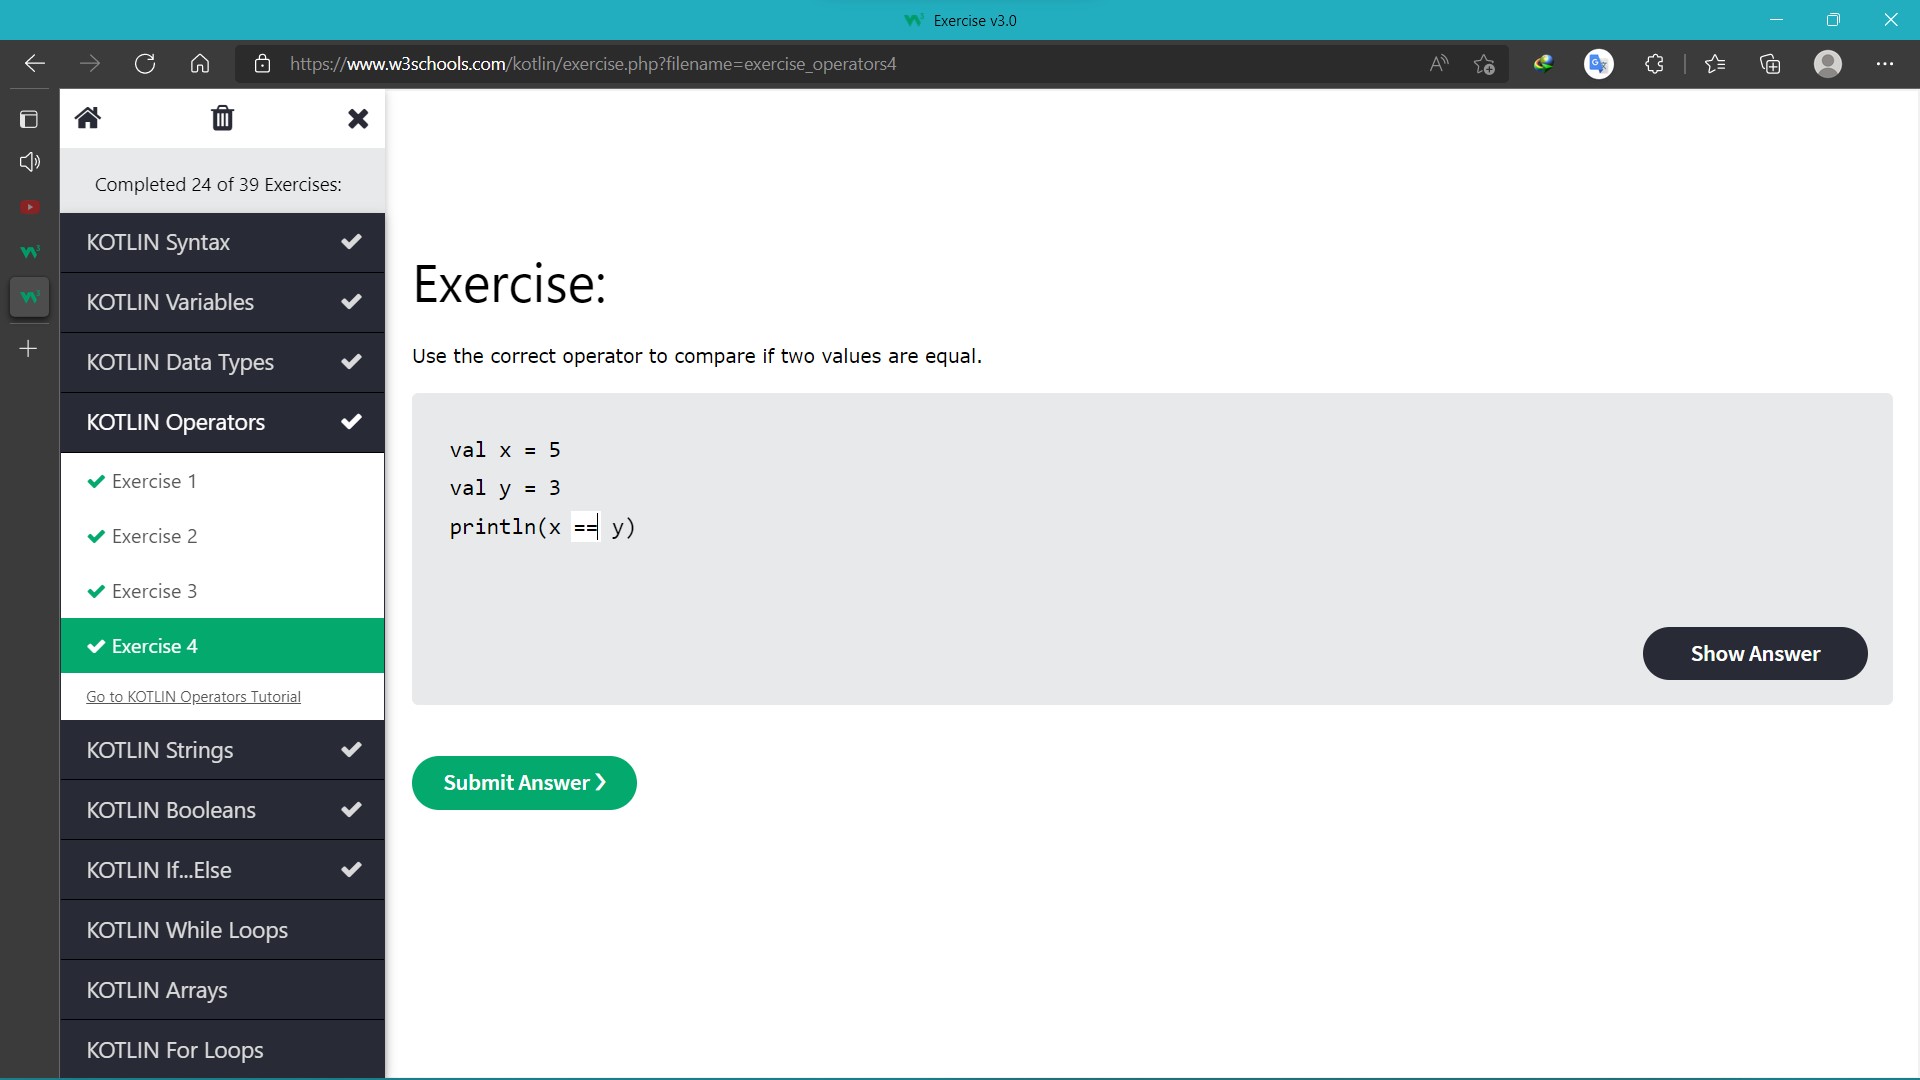 Exercise v3.0
https://www.w3schools.com/kotlin/exercise.php?filename=exercise_operators4
Completed 24 of 39 Exercises:
KOTLIN Syntax
KOTLIN Variables
KOTLIN Data Types
KOTLIN Operators
Exercise 1
Exercise 2
Exercise 3
Exercise 4
Go to KOTLIN Operators Tutorial
KOTLIN Strings
KOTLIN Booleans
KOTLIN If...Else
KOTLIN While Loops
KOTLIN Arrays
KOTLIN For Loops
Exercise:
Use the correct operator to compare if two values are equal.
val x = 5
val y = 3
println(x == y)
Show Answer
Submit Answer ❯